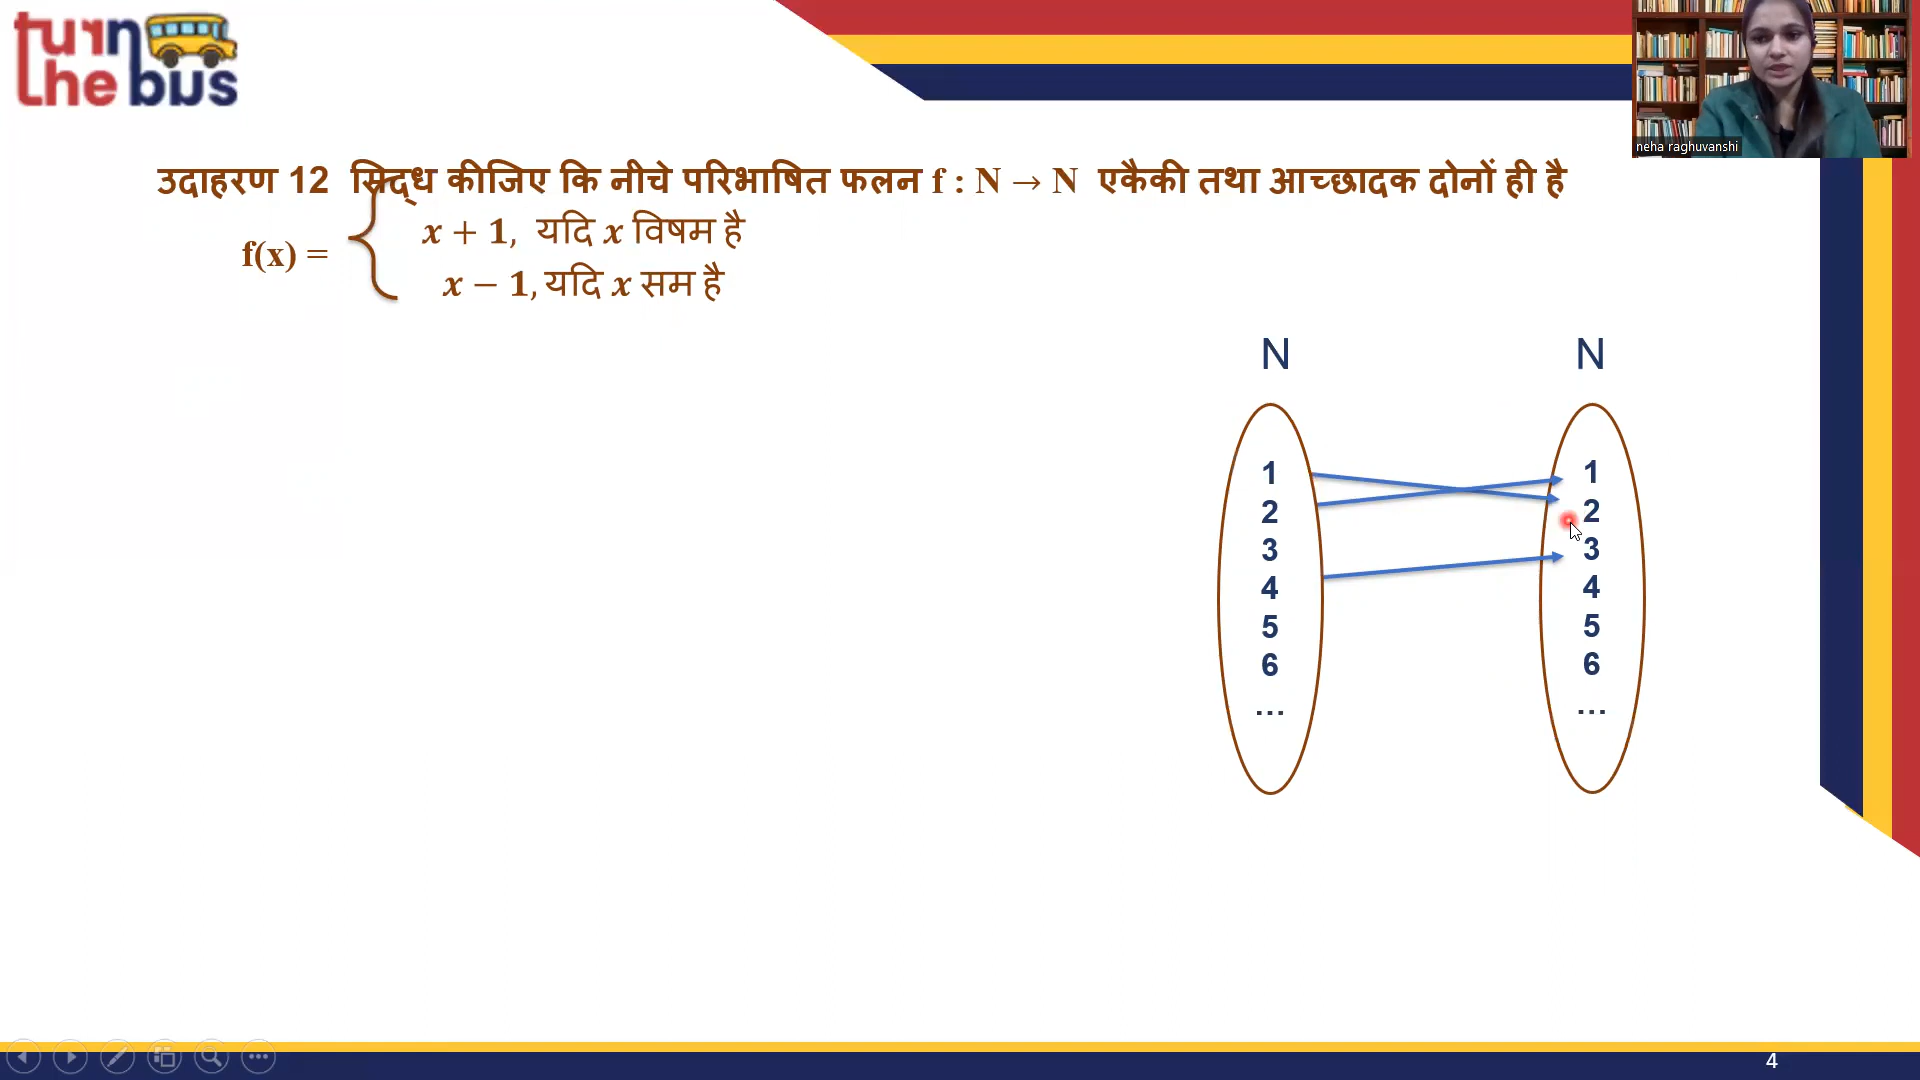 turn
the bus
neha raghuvanshi
उदाहरण 12 सिद्ध कीजिए कि नीचे परिभाषित फलन f : N → N एकैकी तथा आच्छादक दोनों ही है
x + 1, यदि x विषम है
f(x) =
x − 1, यदि x सम है
N N
1 1
2 2
3 3
4 4
5 5
6 6
... ...
4